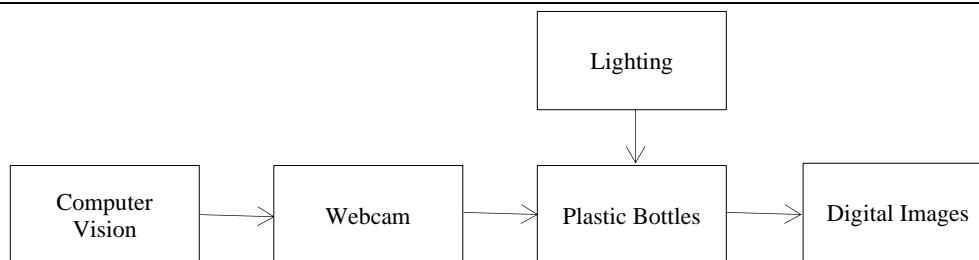 Lighting
Computer
Vision
Webcam
Plastic Bottles
Digital Images